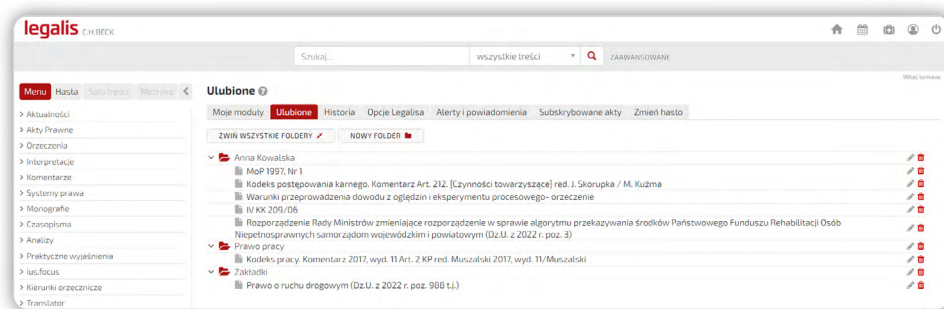 legalis C.H.BECK
Szukaj... wszystkie treści ZAAWANSOWANE
Witaj
Menu Hasła Spis treści Metryka
Ulubione
Moje moduły Ulubione Historia Opcje Legalisa Alerty i powiadomienia Subskrybowane akty Zmień hasło
ZWIŃ WSZYSTKIE FOLDERY NOWY FOLDER
> Aktualności
> Akty Prawne
> Orzeczenia
> Interpretacje
> Komentarze
> Systemy prawa
> Monografie
> Czasopisma
> Analizy
> Praktyczne wyjaśnienia
> ius.focus
> Kierunki orzecznicze
> Translator
Anna Kowalska
MoP 1997, Nr 1
Kodeks postępowania karnego. Komentarz Art. 212. [Czynności towarzyszące] red. J. Skorupka / M. Kuźma
Warunki przeprowadzenia dowodu z oględzin i eksperymentu procesowego- orzeczenie
IV KK 209/06
Rozporządzenie Rady Ministrów zmieniające rozporządzenie w sprawie algorytmu przekazywania środków Państwowego Funduszu Rehabilitacji Osób
Niepełnosprawnych samorządom wojewódzkim i powiatowym (Dz.U. z 2022 r. poz. 3)
Prawo pracy
Kodeks pracy. Komentarz 2017, wyd. 11 Art. 2 KP red. Muszalski 2017, wyd. 11/Muszalski
Zakładki
Prawo o ruchu drogowym (Dz.U. z 2022 r. poz. 988 t.j.)